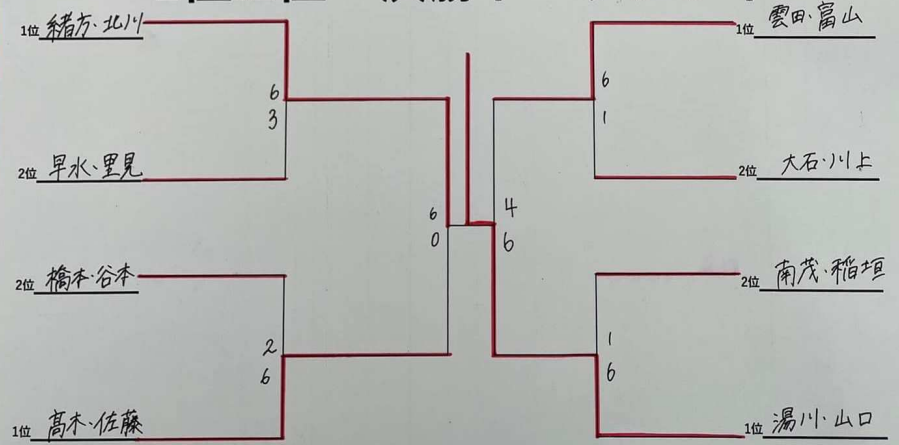 1位 緒方・北川
6
3
2位 早水・里見
2位 橋本・谷本
2
6
1位 高木・佐藤
6
0
4
6
1位 雲田・富山
6
1
2位 大石・川上
2位 南茂・稲垣
1
6
1位 湯川・山口